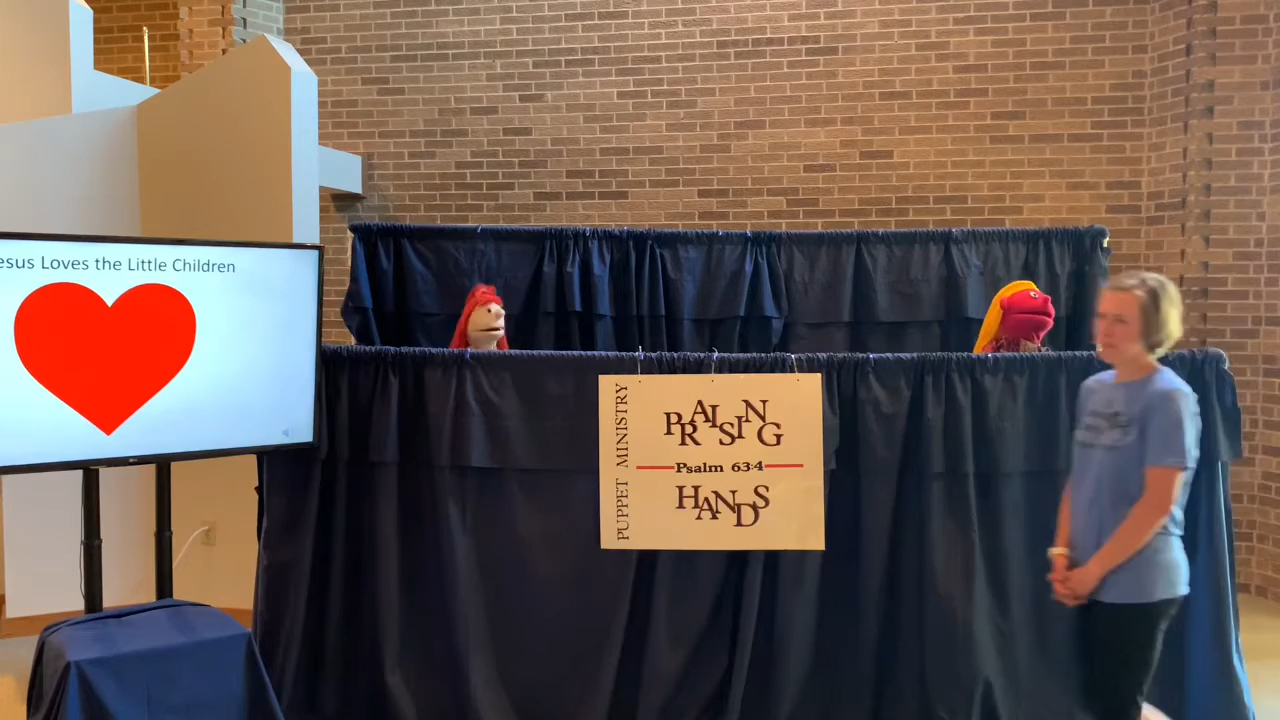 esus Loves the Little Children
PUPPET MINISTRY
PRAISING
Psalm 63:4
HANDS